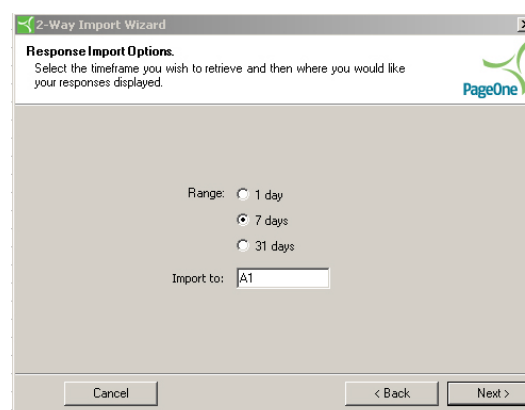 2-Way Import Wizard
Response Import Options.
Select the timeframe you wish to retrieve and then where you would like
your responses displayed.
PageOne
Range:
1 day
7 days
31 days
Import to:
A1
Cancel
< Back
Next >